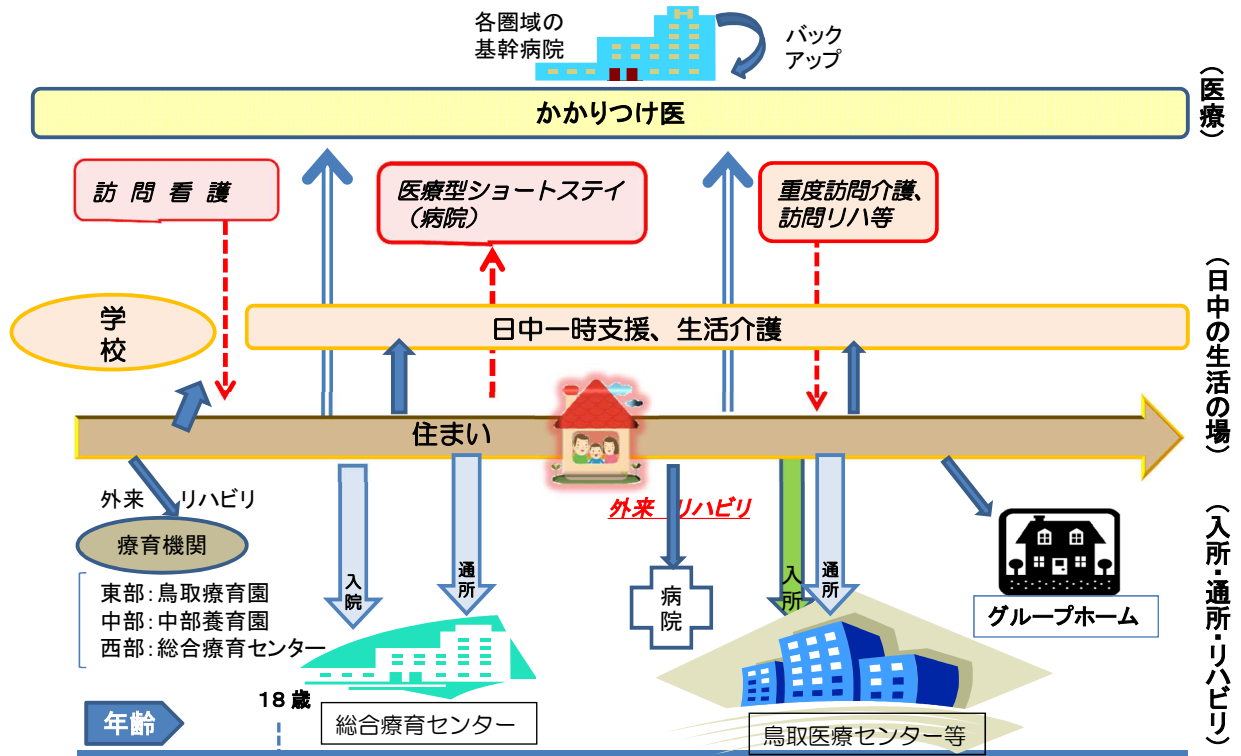 各圏域の
基幹病院
バック
アップ
かかりつけ医
(医療)
訪 問 看 護
医療型ショートステイ
(病院)
重度訪問介護、
訪問リハ等
学
校
日中一時支援、生活介護
(日中の生活の場)
住まい
外来 リハビリ
療育機関
東部:鳥取療育園
中部:中部養育園
西部:総合療育センター
入院
通所
外来 リハビリ
病
院
入所
通所
グループホーム
(入所・通所・リハビリ)
18 歳
年齢
総合療育センター
鳥取医療センター等